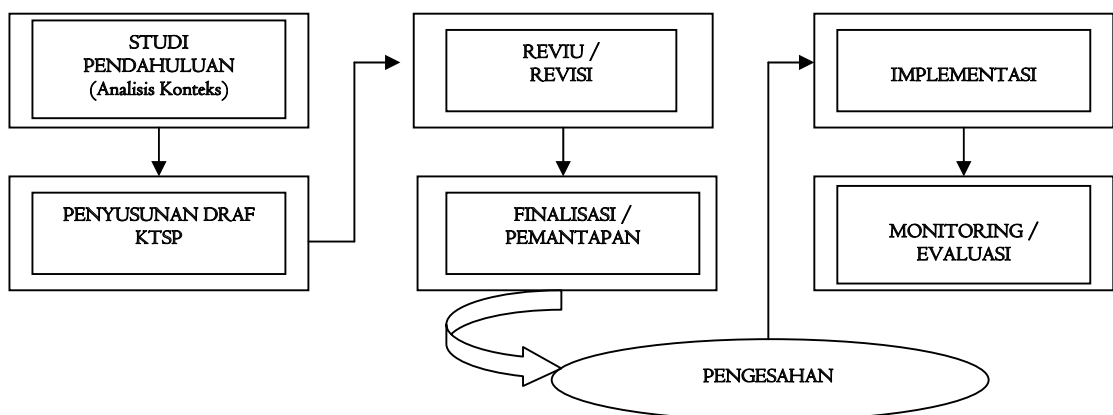 STUDI
PENDAHULUAN
(Analisis Konteks)
PENYUSUNAN DRAF
KTSP
REVIU /
REVISI
FINALISASI /
PEMANTAPAN
PENGESAHAN
IMPLEMENTASI
MONITORING /
EVALUASI